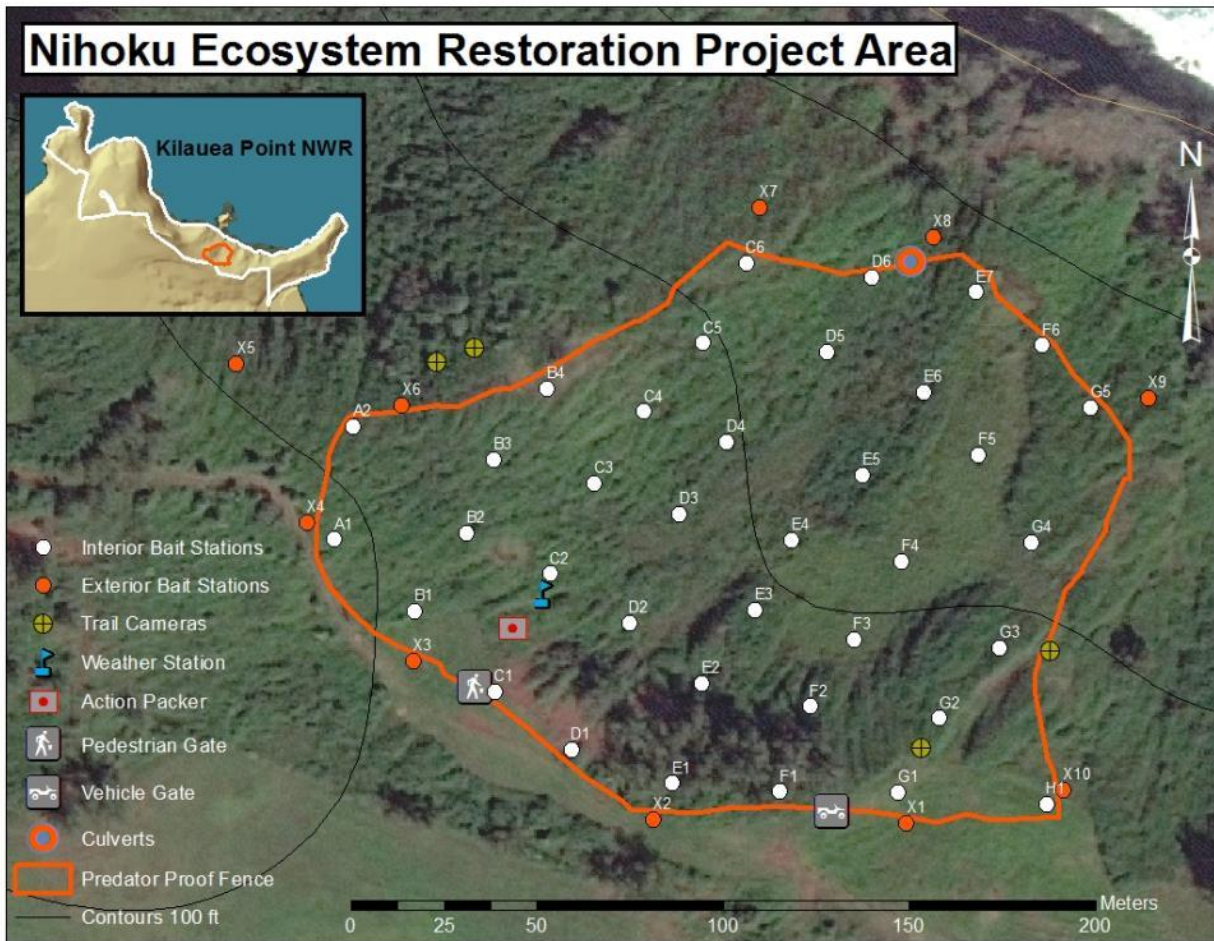 Nihoku Ecosystem Restoration Project Area
Kilauea Point NWR
N
X7
X8
C6
D6
E7
X5
C5
D5
F6
X6
B4
E6
G5
X9
A2
C4
D4
B3
F5
C3
E5
X4
D3
A1
B2
E4
G4
F4
C2
Interior Bait Stations
Exterior Bait Stations
B1
D2
E3
F3
G3
Trail Cameras
X3
Weather Station
C1
E2
F2
G2
Action Packer
Pedestrian Gate
D1
E1
F1
G1
H1
X10
Vehicle Gate
X2
X1
Culverts
Predator Proof Fence
Contours 100 ft
Meters
0 25 50 100 150 200